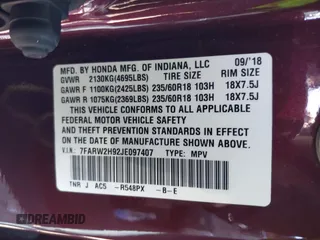 MFD. BY HONDA MFG. OF INDIANA, LLC 09/'18
GVWR 2130KG(4695LBS) TIRE SIZE RIM SIZE
GAWR F 1100KG(2425LBS) 235/60R18 103H 18X7.5J
GAWR R 1075KG(2369LBS) 235/60R18 103H 18X7.5J
THIS VEHICLE CONFORMS TO ALL APPLICABLE
FEDERAL MOTOR VEHICLE SAFETY
STANDARDS IN EFFECT ON THE
DATE OF MANUFACTURE SHOWN ABOVE.
V.I.N: 7FARW2H92JE097407 TYPE: MPV
TNR J AC5 -R548PX -B-E
DREAMBID